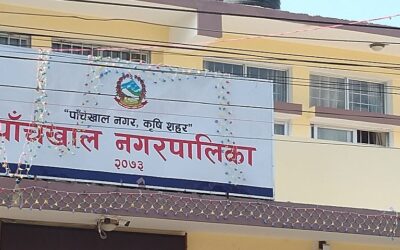 "पाँचखाल नगर, कृषि शहर"
पाँचखाल नगरपालिका
२०७३